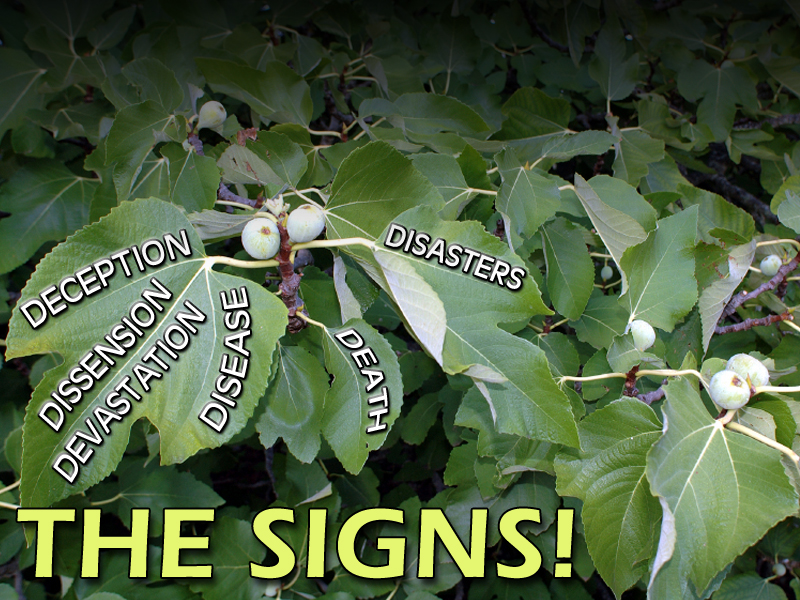 DECEPTION
DISSENSION
DEVASTATION
DISEASE
DEATH
DISASTERS
THE SIGNS!